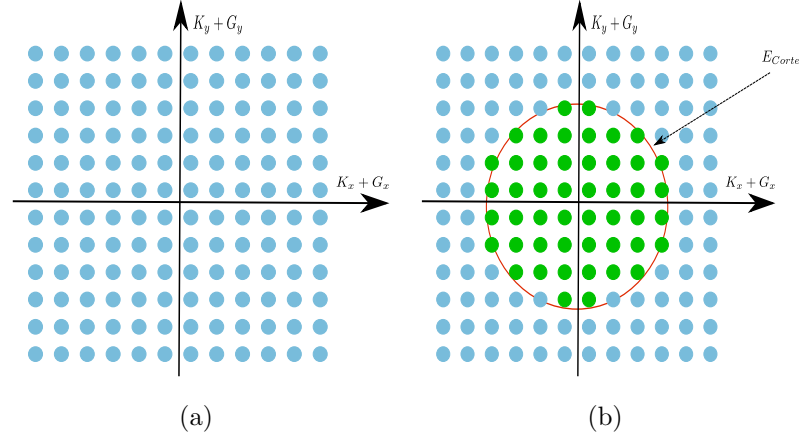 K_y + G_y
K_x + G_x
(a)
K_y + G_y
E_Corte
K_x + G_x
(b)